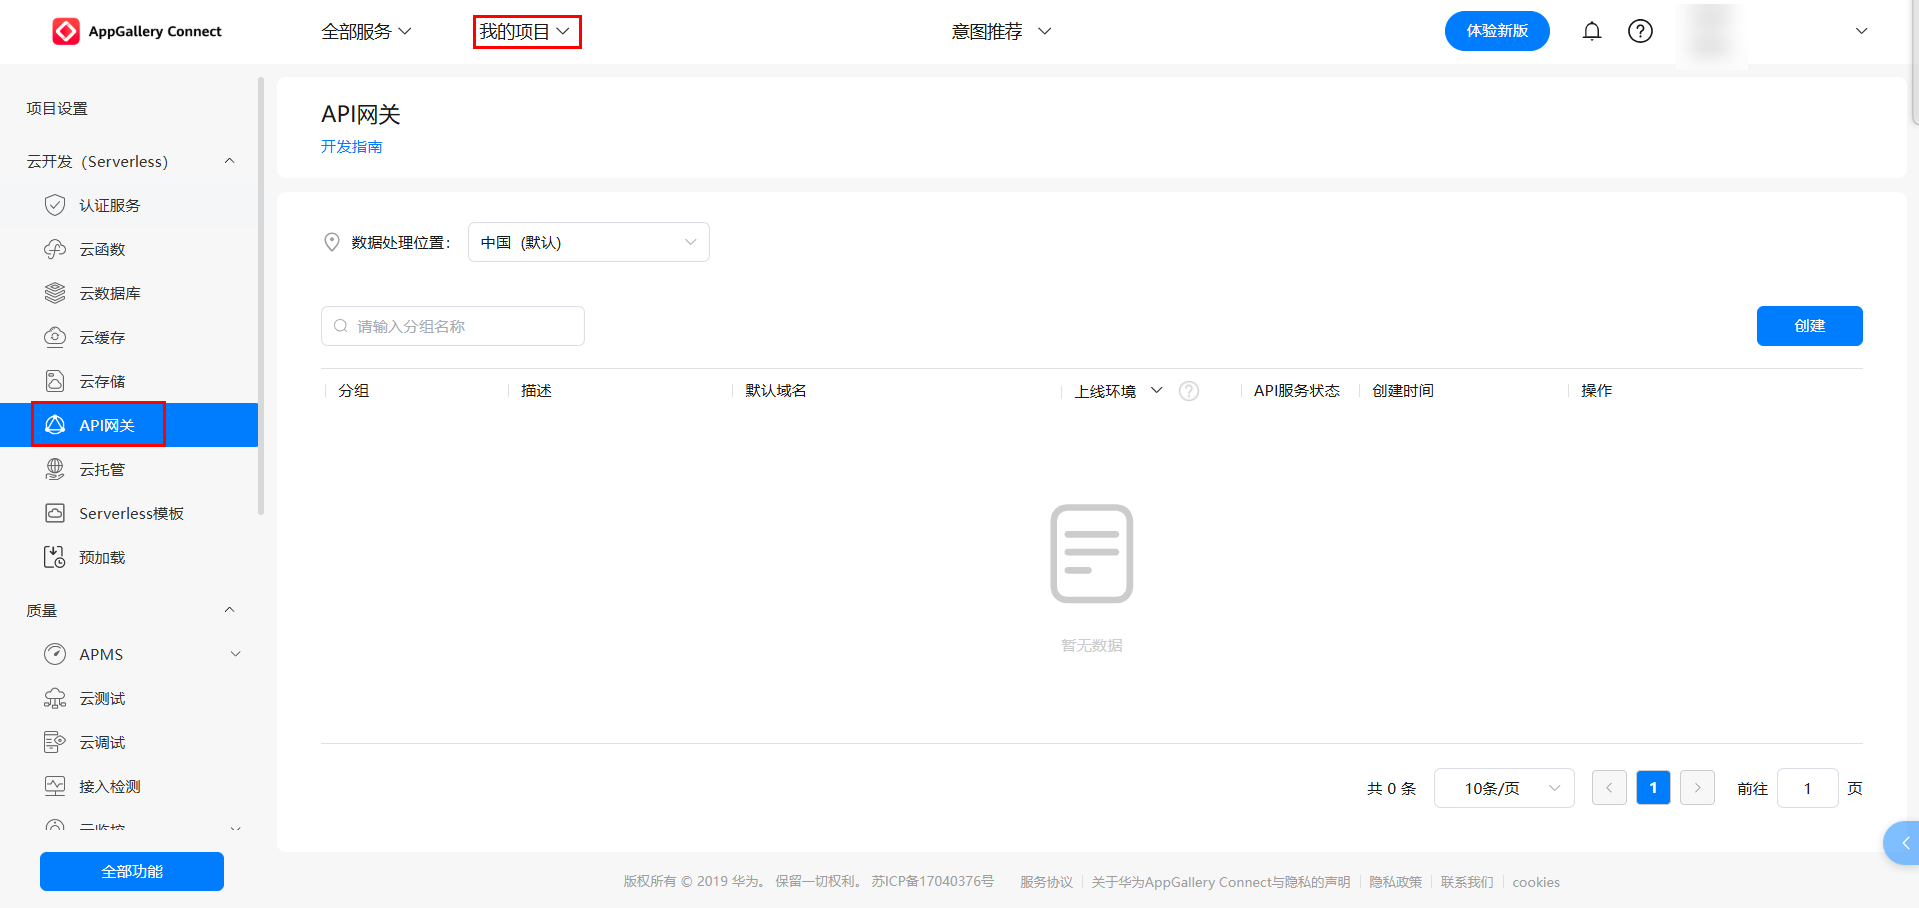 AppGallery Connect
全部服务
我的项目
意图推荐
体验新版
项目设置
云开发（Serverless）
认证服务
云函数
云数据库
云缓存
云存储
API网关
云托管
Serverless模板
预加载
质量
APMS
云测试
云调试
接入检测
云监控
全部功能
API网关
开发指南
数据处理位置：
中国（默认）
请输入分组名称
创建
分组 描述 默认域名 上线环境 API服务状态 创建时间 操作
暂无数据
共 0 条 10条/页 1 前往 1 页
版权所有 © 2019 华为。 保留一切权利。 苏ICP备17040376号 服务协议 关于华为AppGallery Connect与隐私的声明 隐私政策 联系我们 cookies